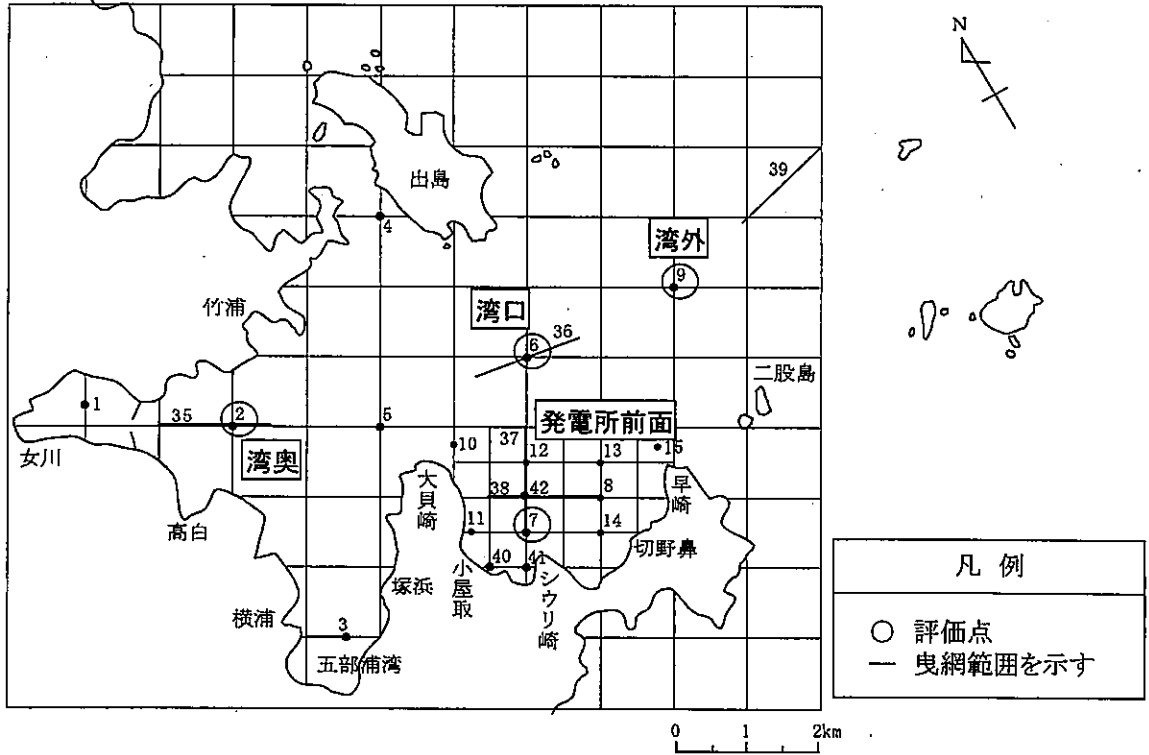 N
出島
39
4
湾外
9
竹浦
湾口
36
6
二股島
1
35
2
5
発電所前面
10
37
12
13
15
女川
湾奥
大貝崎
38
42
8
早崎
高白
11
7
14
切野鼻
40
41
塚浜
小屋取
シウリ崎
横浦
3
五部浦湾
凡例
○ 評価点
― 曳網範囲を示す
0 1 2km